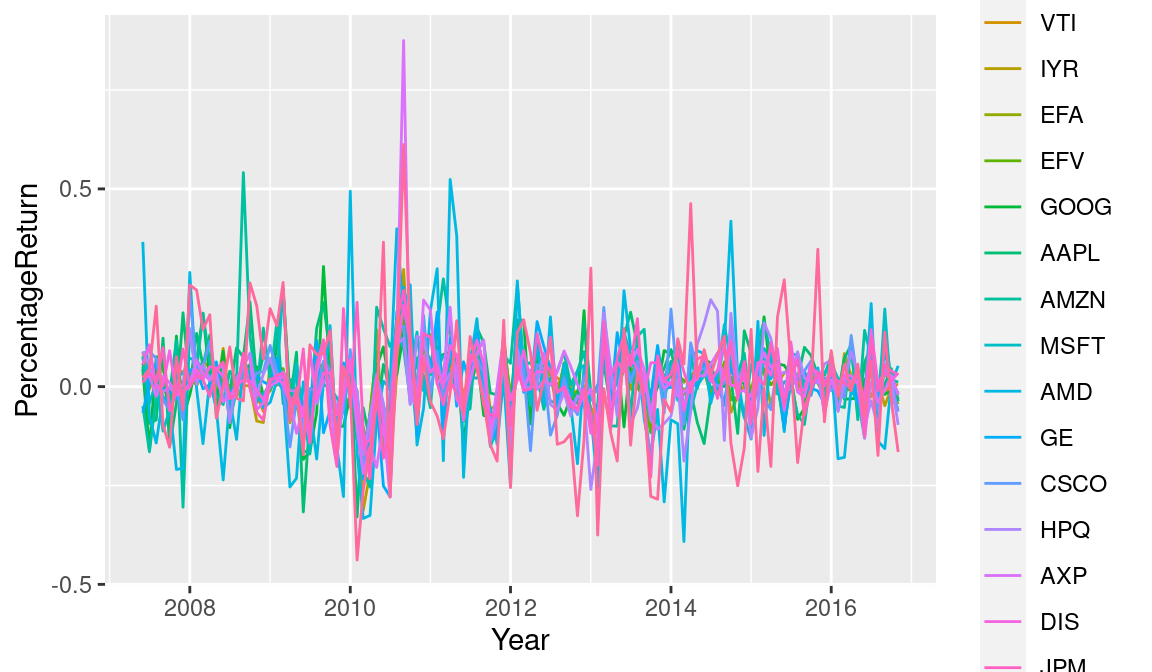 PercentageReturn
0.5
0.0
-0.5
2008
2010
2012
2014
2016
Year
VTI
IYR
EFA
EFV
GOOG
AAPL
AMZN
MSFT
AMD
GE
CSCO
HPQ
AXP
DIS
JPM